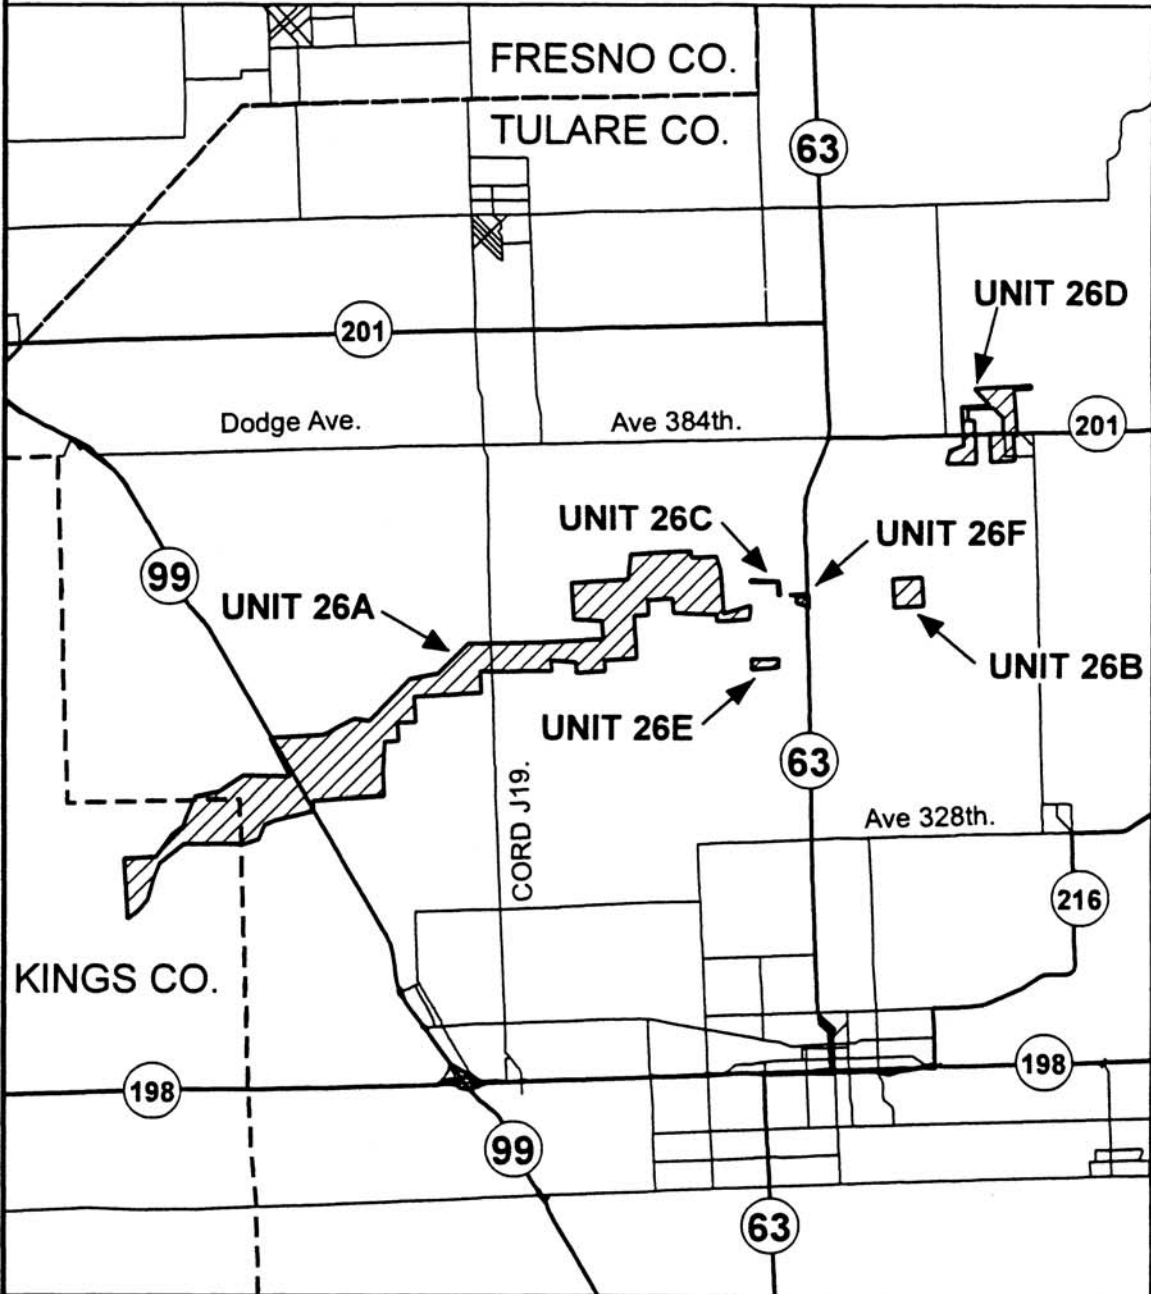 FRESNO CO.
TULARE CO.
63
UNIT 26D
201
Dodge Ave.
Ave 384th.
201
UNIT 26C
UNIT 26F
99
UNIT 26A
UNIT 26B
UNIT 26E
63
CORD J19.
Ave 328th.
216
KINGS CO.
198
198
99
63